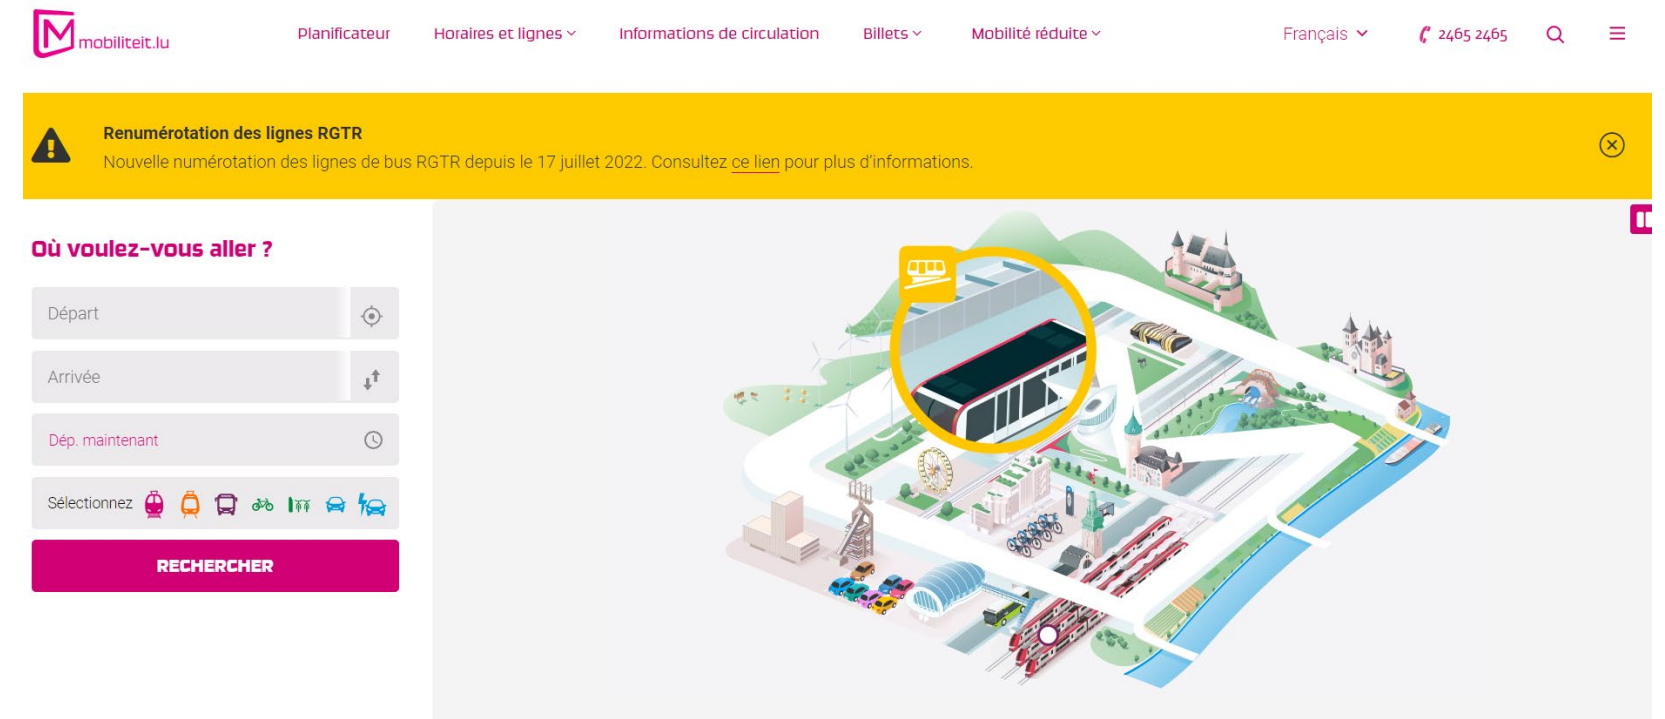 mobiliteit.lu
Planificateur
Horaires et lignes
Informations de circulation
Billets
Mobilité réduite
Français
2465 2465
Renumérotation des lignes RGTR
Nouvelle numérotation des lignes de bus RGTR depuis le 17 juillet 2022. Consultez ce lien pour plus d'informations.
Où voulez-vous aller ?
Départ
Arrivée
Dép. maintenant
Sélectionnez
RECHERCHER